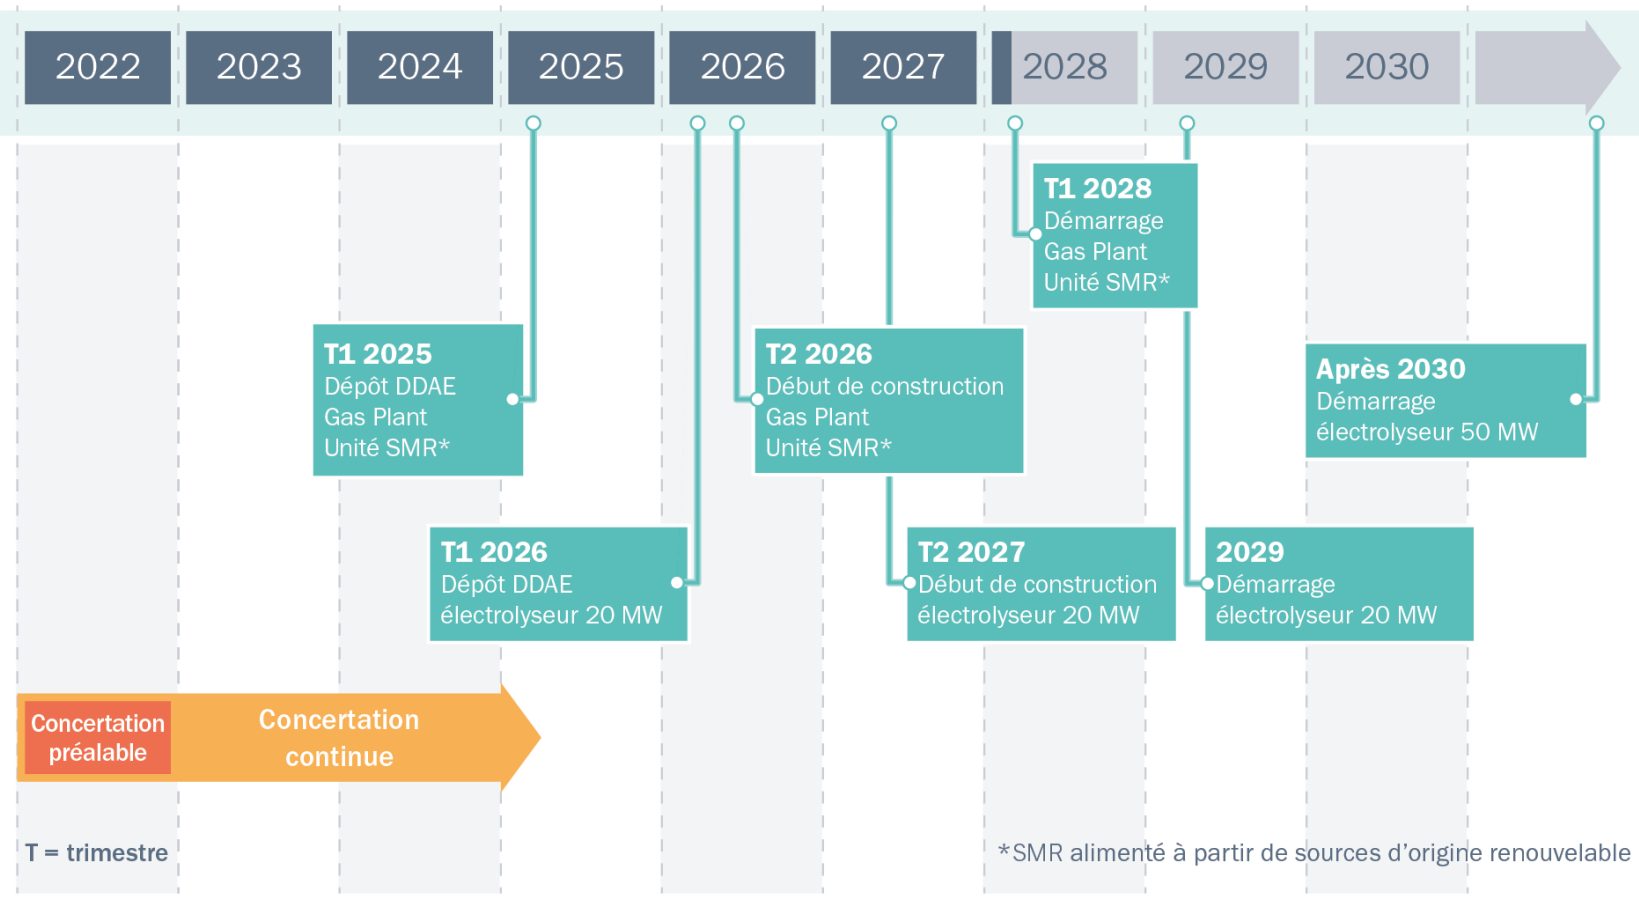 2022 2023 2024 2025 2026 2027 2028 2029 2030
T1 2028
Démarrage
Gas Plant
Unité SMR*
T1 2025
Dépôt DDAE
Gas Plant
Unité SMR*
T2 2026
Début de construction
Gas Plant
Unité SMR*
Après 2030
Démarrage
électrolyseur 50 MW
T1 2026
Dépôt DDAE
électrolyseur 20 MW
T2 2027
Début de construction
électrolyseur 20 MW
2029
Démarrage
électrolyseur 20 MW
Concertation
préalable
Concertation
continue
T = trimestre
*SMR alimenté à partir de sources d’origine renouvelable